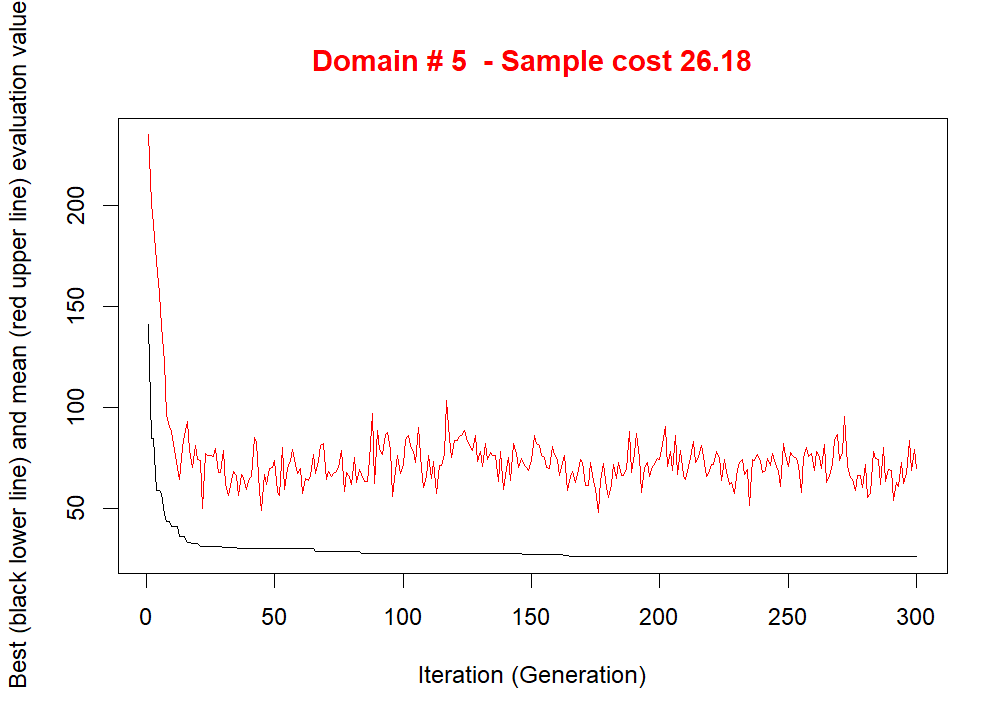 Domain # 5  - Sample cost 26.18
Best (black lower line) and mean (red upper line) evaluation value
200
150
100
50
0 50 100 150 200 250 300
Iteration (Generation)